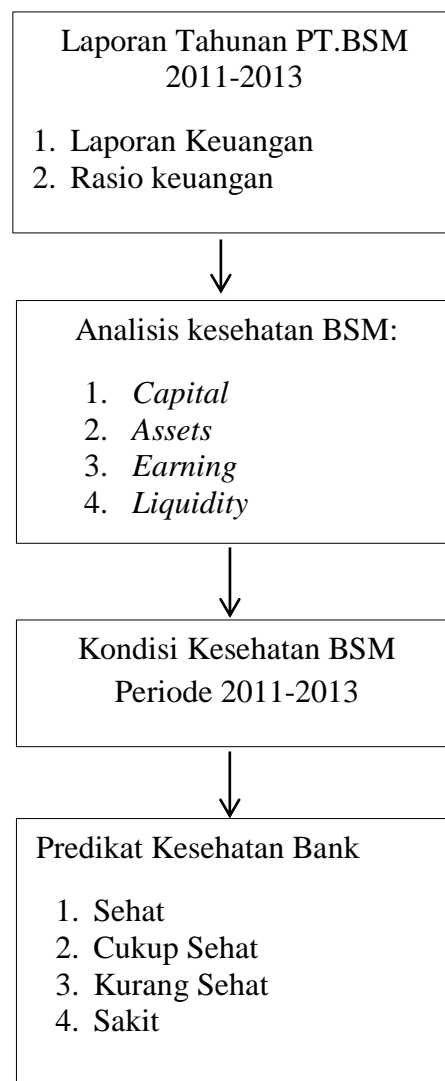 Laporan Tahunan PT.BSM
2011-2013
1. Laporan Keuangan
2. Rasio keuangan
Analisis kesehatan BSM:
1. Capital
2. Assets
3. Earning
4. Liquidity
Kondisi Kesehatan BSM
Periode 2011-2013
Predikat Kesehatan Bank
1. Sehat
2. Cukup Sehat
3. Kurang Sehat
4. Sakit